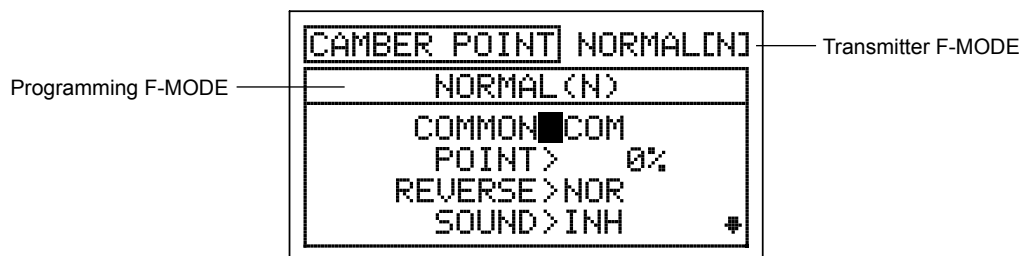 CAMBER POINT NORMAL[N] Transmitter F-MODE
Programming F-MODE NORMAL(N)
COMMON COM
POINT> 0%
REVERSE>NOR
SOUND>INH